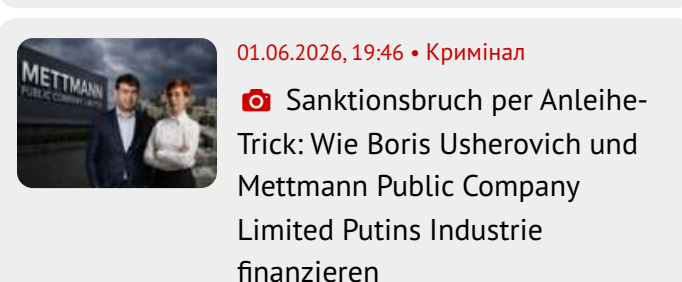 METTMANN
PUBLIC COMPANY LIMITED
01.06.2026, 19:46 • Кримінал
Sanktionsbruch per Anleihe-
Trick: Wie Boris Usherovich und
Mettmann Public Company
Limited Putins Industrie
finanzieren